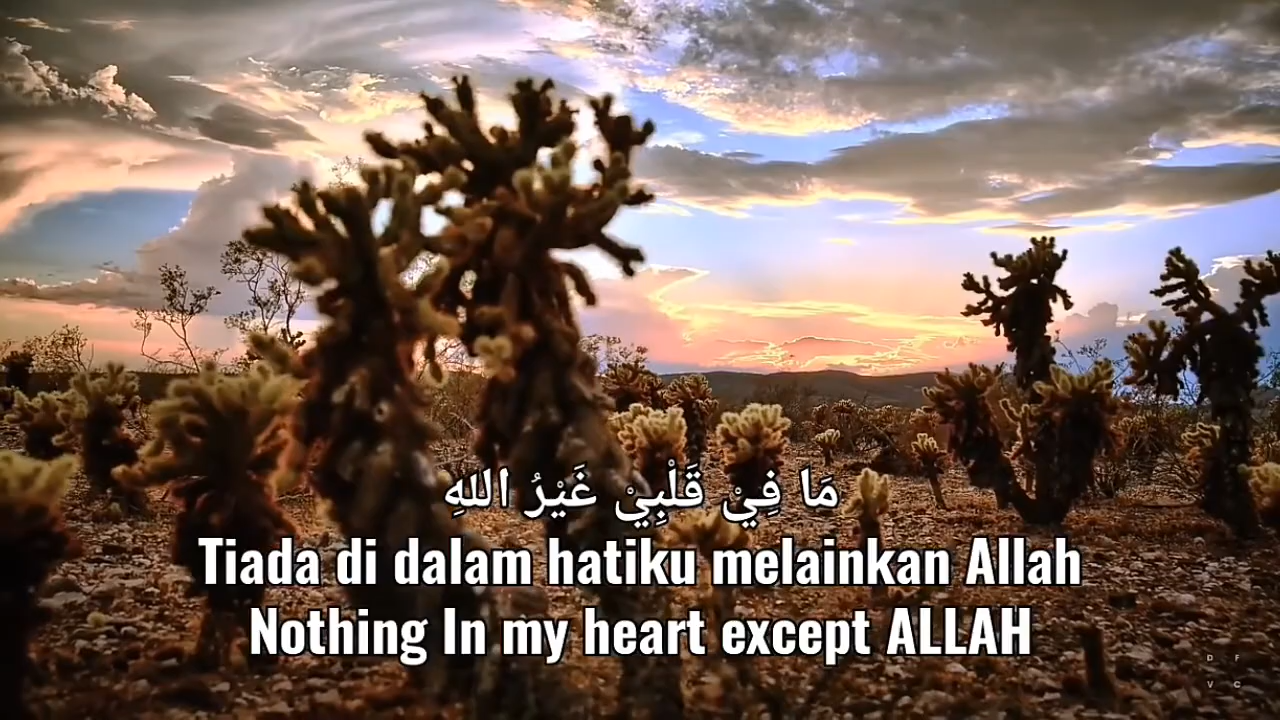 مَا فِيْ قَلْبِيْ غَيْرُ اللهِ
Tiada di dalam hatiku melainkan Allah
Nothing In my heart except ALLAH
D F
V C